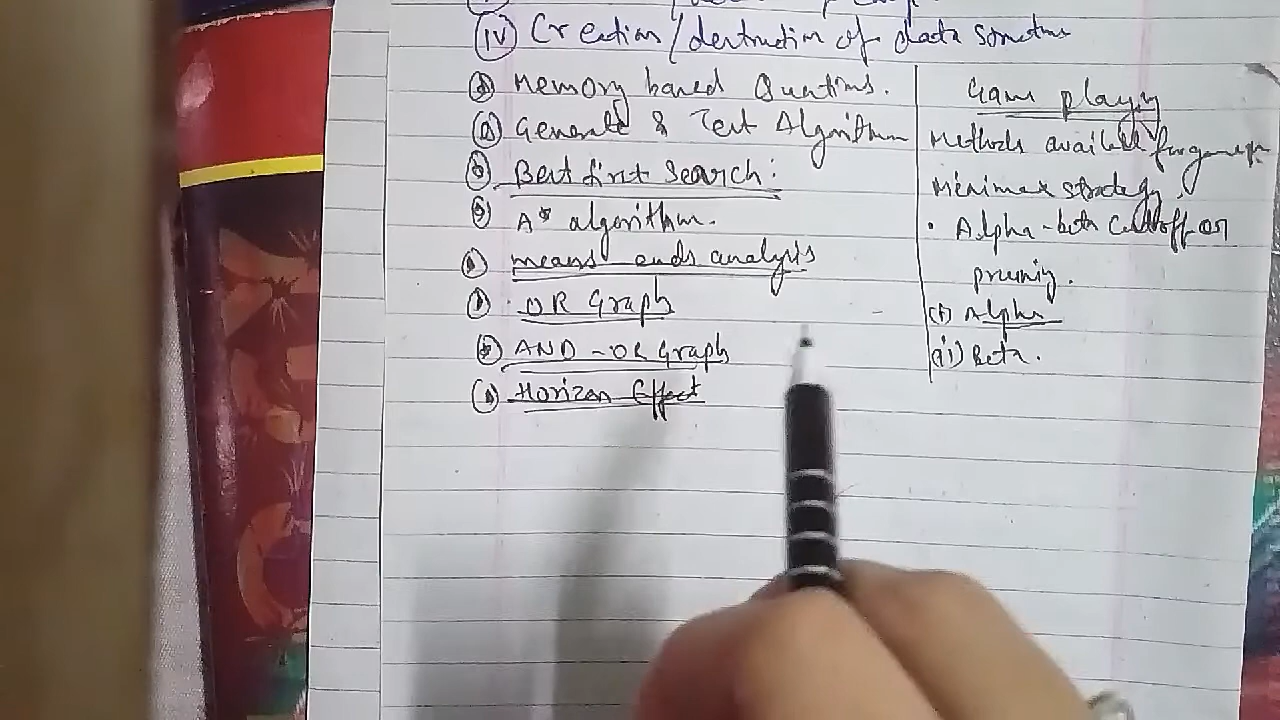 (IV) Creation/destruction of data structures
Memory based Questions.
Generate & Test Algorithm
Best first Search:
A* algorithm.
means ends analysis
OR Graph
AND-OR Graph
Horizon Effect
Game playing
Methods available for game
Minimax strategy
• Alpha-beta Cutoff or
pruning.
(i) Alpha
(ii) Beta.